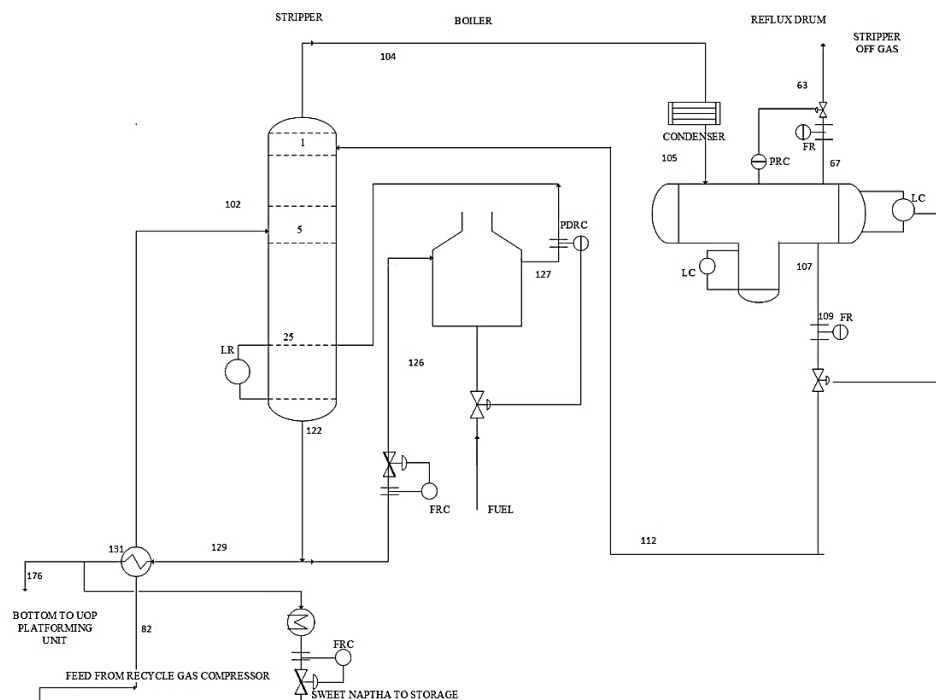 STRIPPER
BOILER
REFLUX DRUM
STRIPPER
OFF GAS
104
63
CONDENSER
FR
1
105
PRC
67
102
LC
5
PDRC
LC
107
127
109 FR
25
LR
126
122
FRC
FUEL
112
131
129
176
BOTTOM TO UOP
PLATFORMING
UNIT
82
FRC
FEED FROM RECYCLE GAS COMPRESSOR
SWEET NAPTHA TO STORAGE